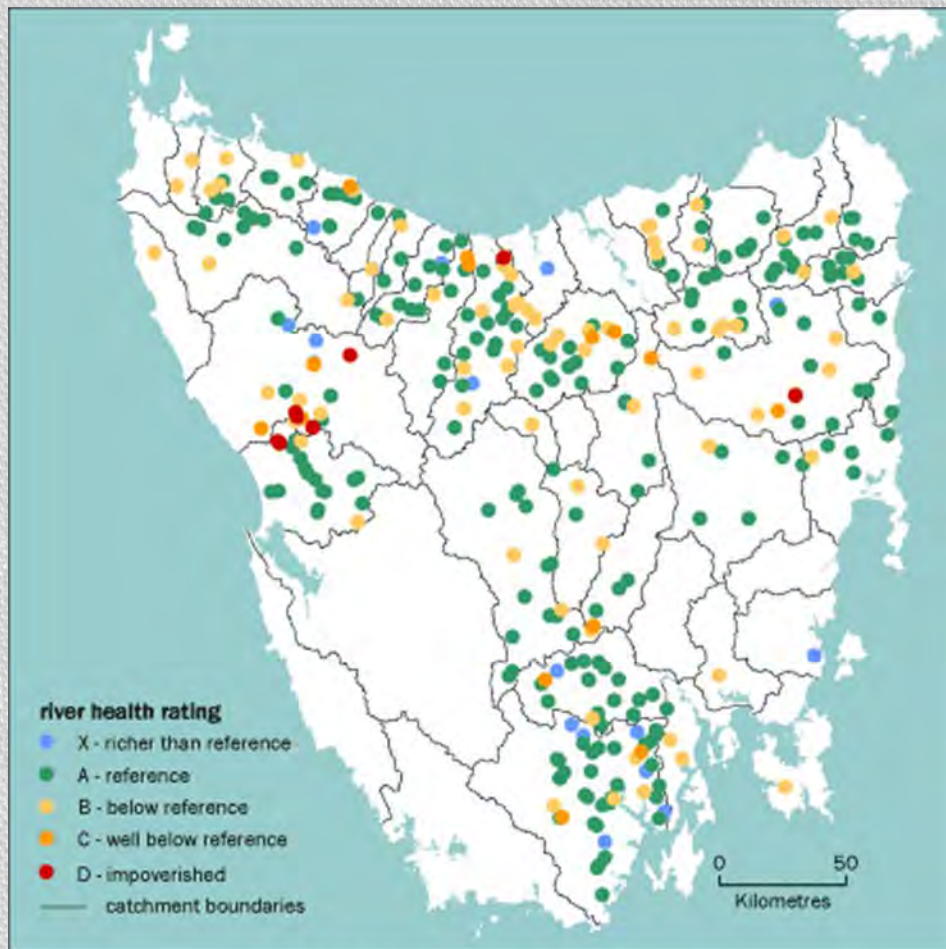 river health rating
X - richer than reference
A - reference
B - below reference
C - well below reference
D - impoverished
catchment boundaries
0 50
Kilometres